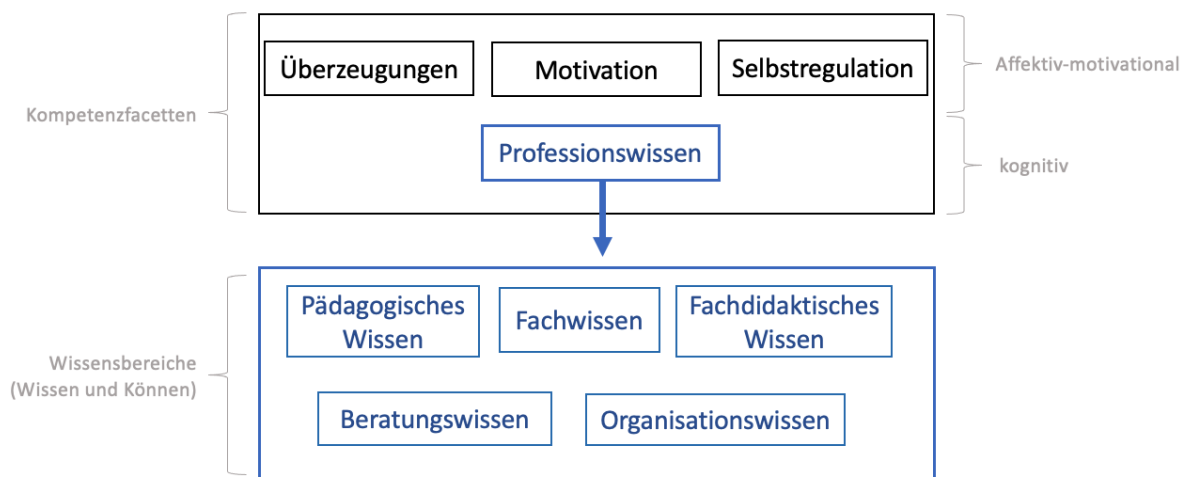 Überzeugungen
Motivation
Selbstregulation
Affektiv-motivational
Kompetenzfacetten
Professionswissen
kognitiv
Pädagogisches
Wissen
Fachwissen
Fachdidaktisches
Wissen
Wissensbereiche
(Wissen und Können)
Beratungswissen
Organisationswissen